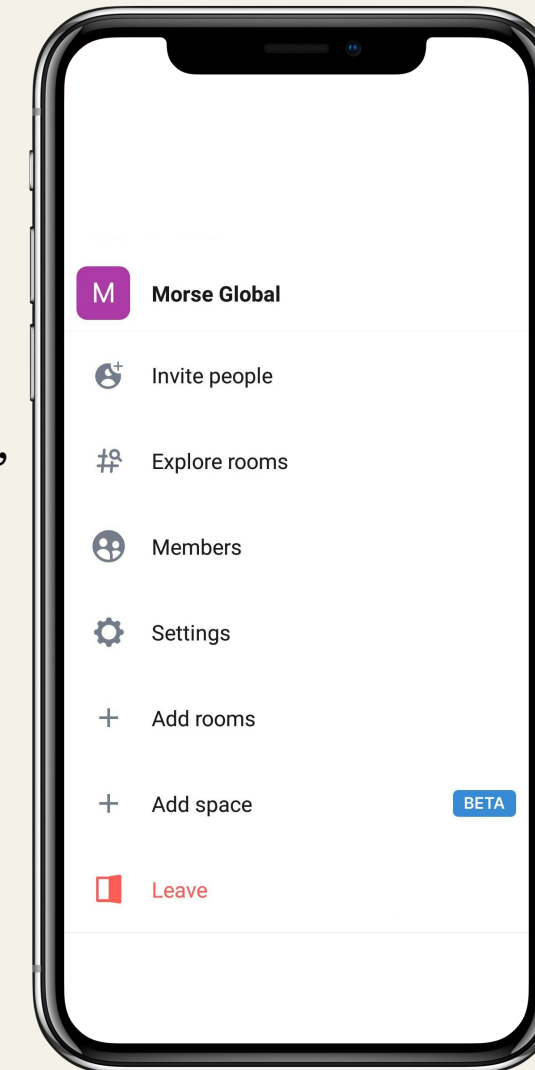 M Morse Global
Invite people
Explore rooms
Members
Settings
Add rooms
Add space BETA
Leave